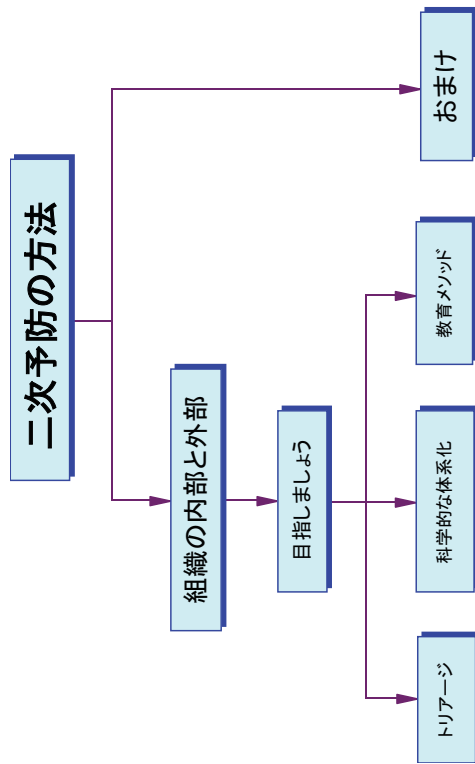 二次予防の方法
組織の内部と外部
目指しましょう
トリアージ
科学的な体系化
教育メソッド
おまけ